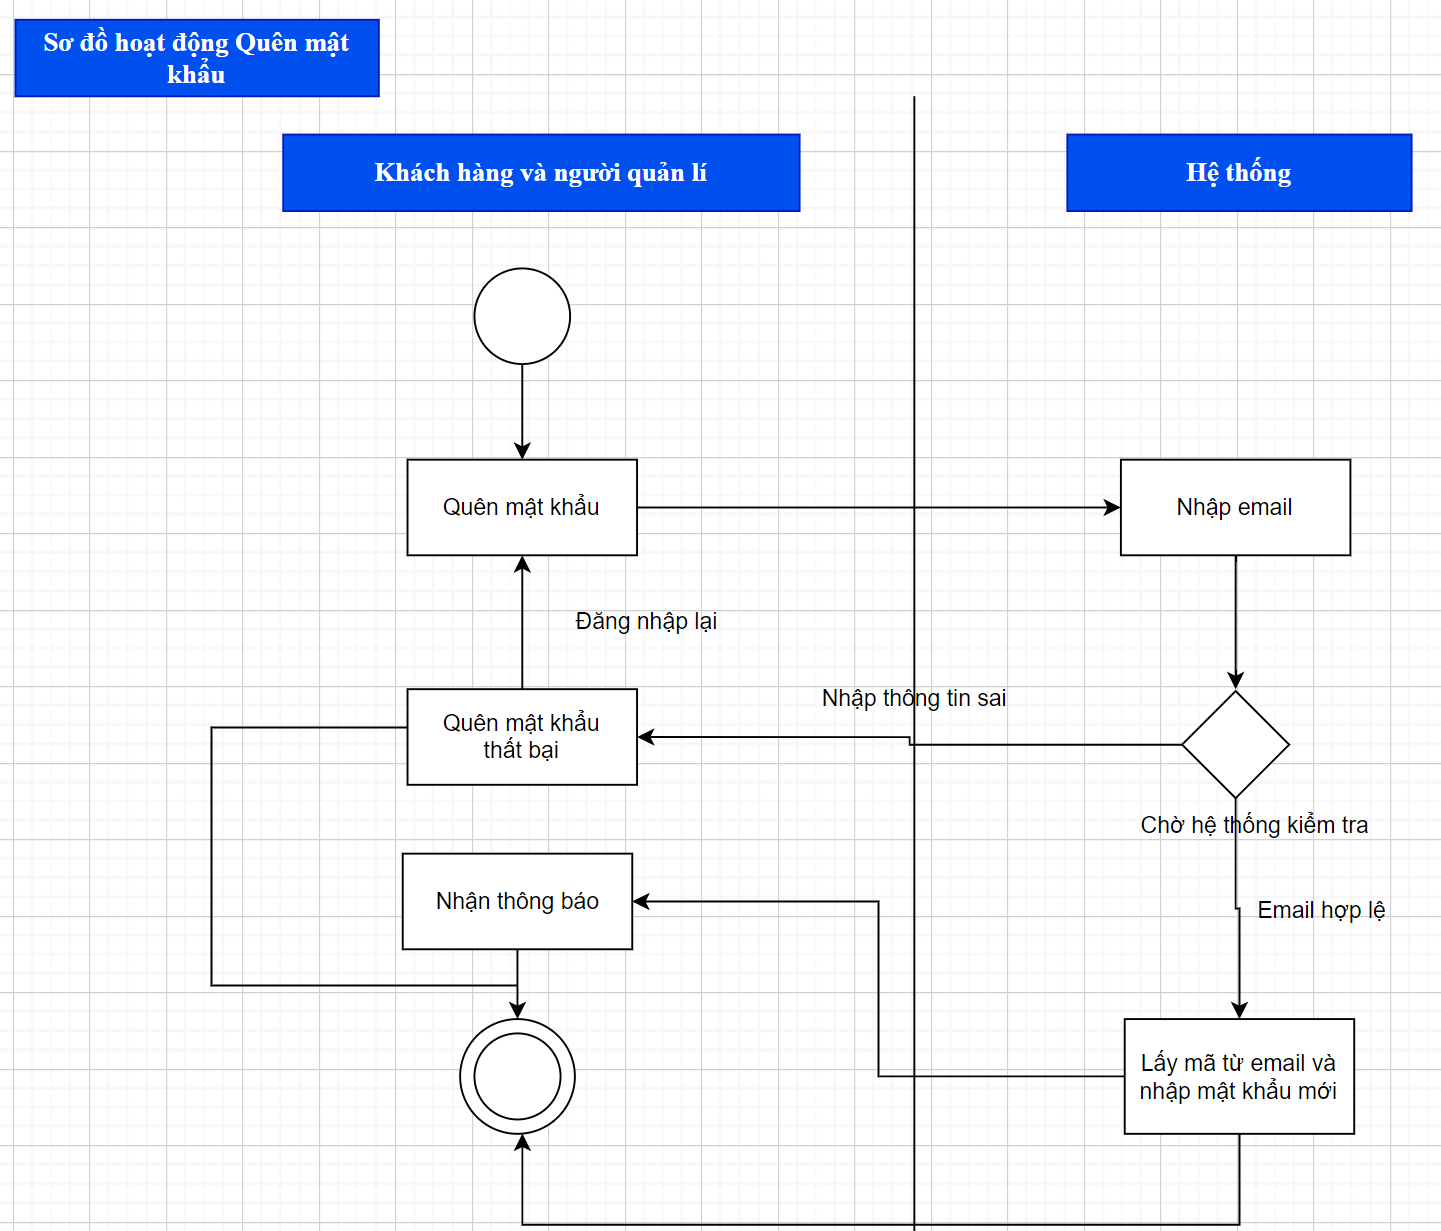 Sơ đồ hoạt động Quên mật
khẩu
Khách hàng và người quản lí
Hệ thống
Quên mật khẩu
Nhập email
Đăng nhập lại
Nhập thông tin sai
Quên mật khẩu
thất bại
Chờ hệ thống kiểm tra
Nhận thông báo
Email hợp lệ
Lấy mã từ email và
nhập mật khẩu mới